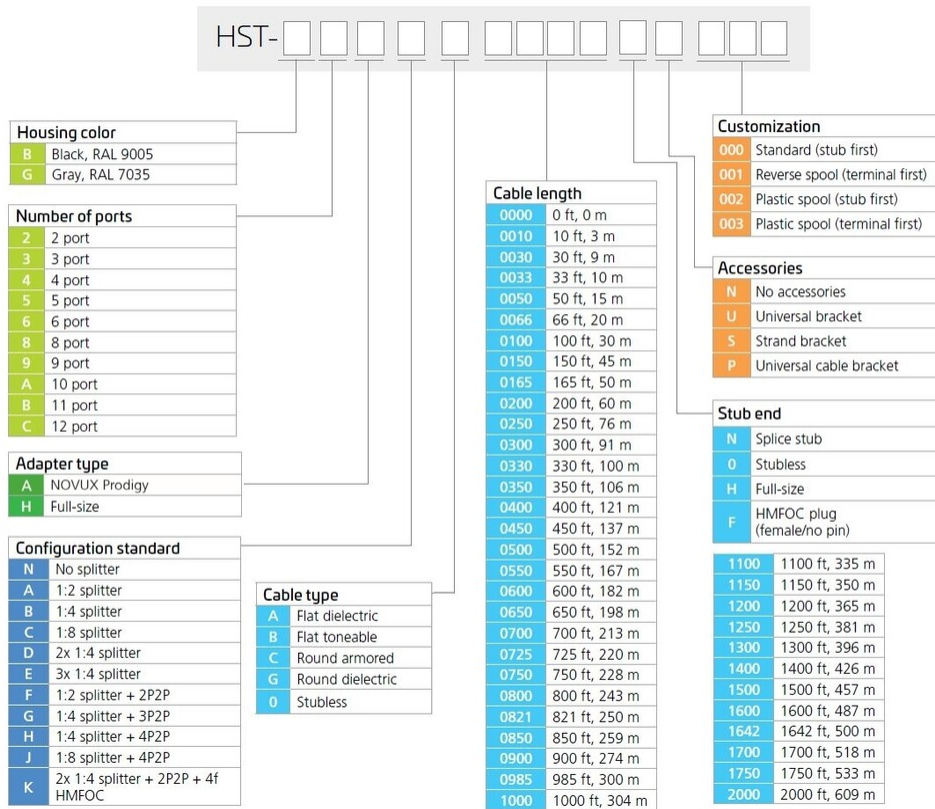 HST-
Housing color
B Black, RAL 9005
G Gray, RAL 7035
Number of ports
2 2 port
3 3 port
4 4 port
5 5 port
6 6 port
8 8 port
9 9 port
A 10 port
B 11 port
C 12 port
Adapter type
A NOVUX Prodigy
H Full-size
Configuration standard
N No splitter
A 1:2 splitter
B 1:4 splitter
C 1:8 splitter
D 2x 1:4 splitter
E 3x 1:4 splitter
F 1:2 splitter + 2P2P
G 1:4 splitter + 3P2P
H 1:4 splitter + 4P2P
J 1:8 splitter + 4P2P
K 2x 1:4 splitter + 2P2P + 4f
HMFOC
Cable type
A Flat dielectric
B Flat toneable
C Round armored
G Round dielectric
0 Stubless
Cable length
0000 0 ft, 0 m
0010 10 ft, 3 m
0030 30 ft, 9 m
0033 33 ft, 10 m
0050 50 ft, 15 m
0066 66 ft, 20 m
0100 100 ft, 30 m
0150 150 ft, 45 m
0165 165 ft, 50 m
0200 200 ft, 60 m
0250 250 ft, 76 m
0300 300 ft, 91 m
0330 330 ft, 100 m
0350 350 ft, 106 m
0400 400 ft, 121 m
0450 450 ft, 137 m
0500 500 ft, 152 m
0550 550 ft, 167 m
0600 600 ft, 182 m
0650 650 ft, 198 m
0700 700 ft, 213 m
0725 725 ft, 220 m
0750 750 ft, 228 m
0800 800 ft, 243 m
0821 821 ft, 250 m
0850 850 ft, 259 m
0900 900 ft, 274 m
0985 985 ft, 300 m
1000 1000 ft, 304 m
1100 1100 ft, 335 m
1150 1150 ft, 350 m
1200 1200 ft, 365 m
1250 1250 ft, 381 m
1300 1300 ft, 396 m
1400 1400 ft, 426 m
1500 1500 ft, 457 m
1600 1600 ft, 487 m
1642 1642 ft, 500 m
1700 1700 ft, 518 m
1750 1750 ft, 533 m
2000 2000 ft, 609 m
Stub end
N Splice stub
0 Stubless
H Full-size
F HMFOC plug
(female/no pin)
Accessories
N No accessories
U Universal bracket
S Strand bracket
P Universal cable bracket
Customization
000 Standard (stub first)
001 Reverse spool (terminal first)
002 Plastic spool (stub first)
003 Plastic spool (terminal first)